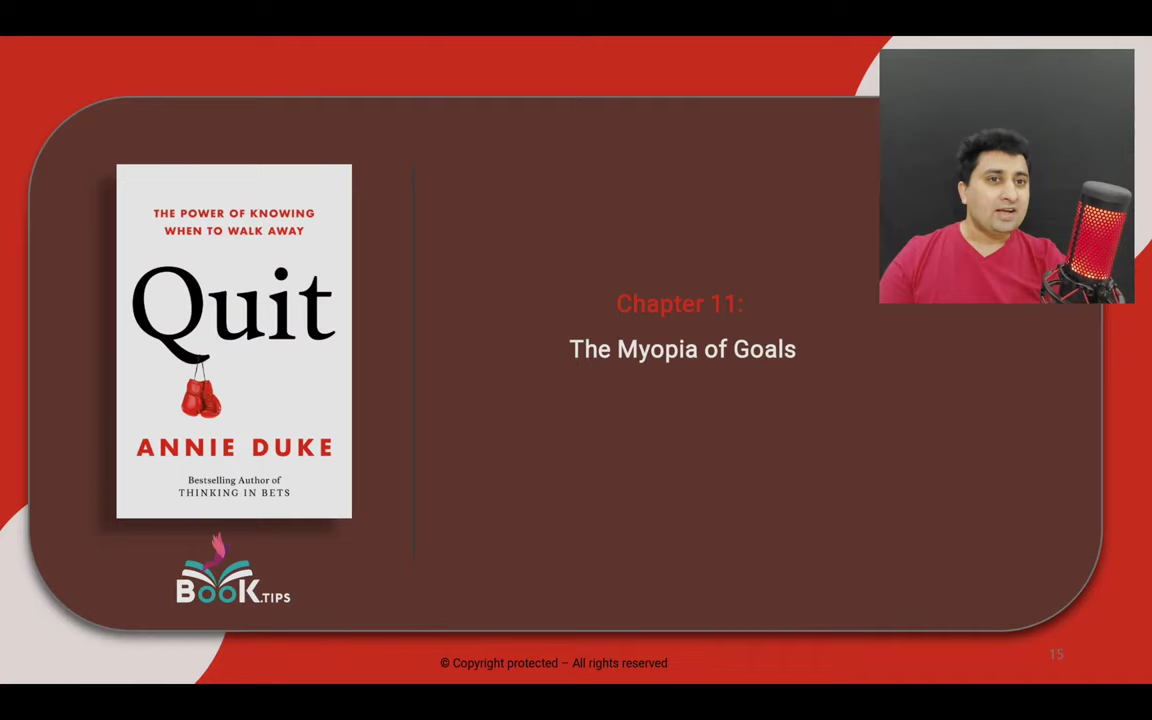 THE POWER OF KNOWING
WHEN TO WALK AWAY
Quit
ANNIE DUKE
Bestselling Author of
THINKING IN BETS
BOOK.TIPS
Chapter 11:
The Myopia of Goals
© Copyright protected – All rights reserved
15